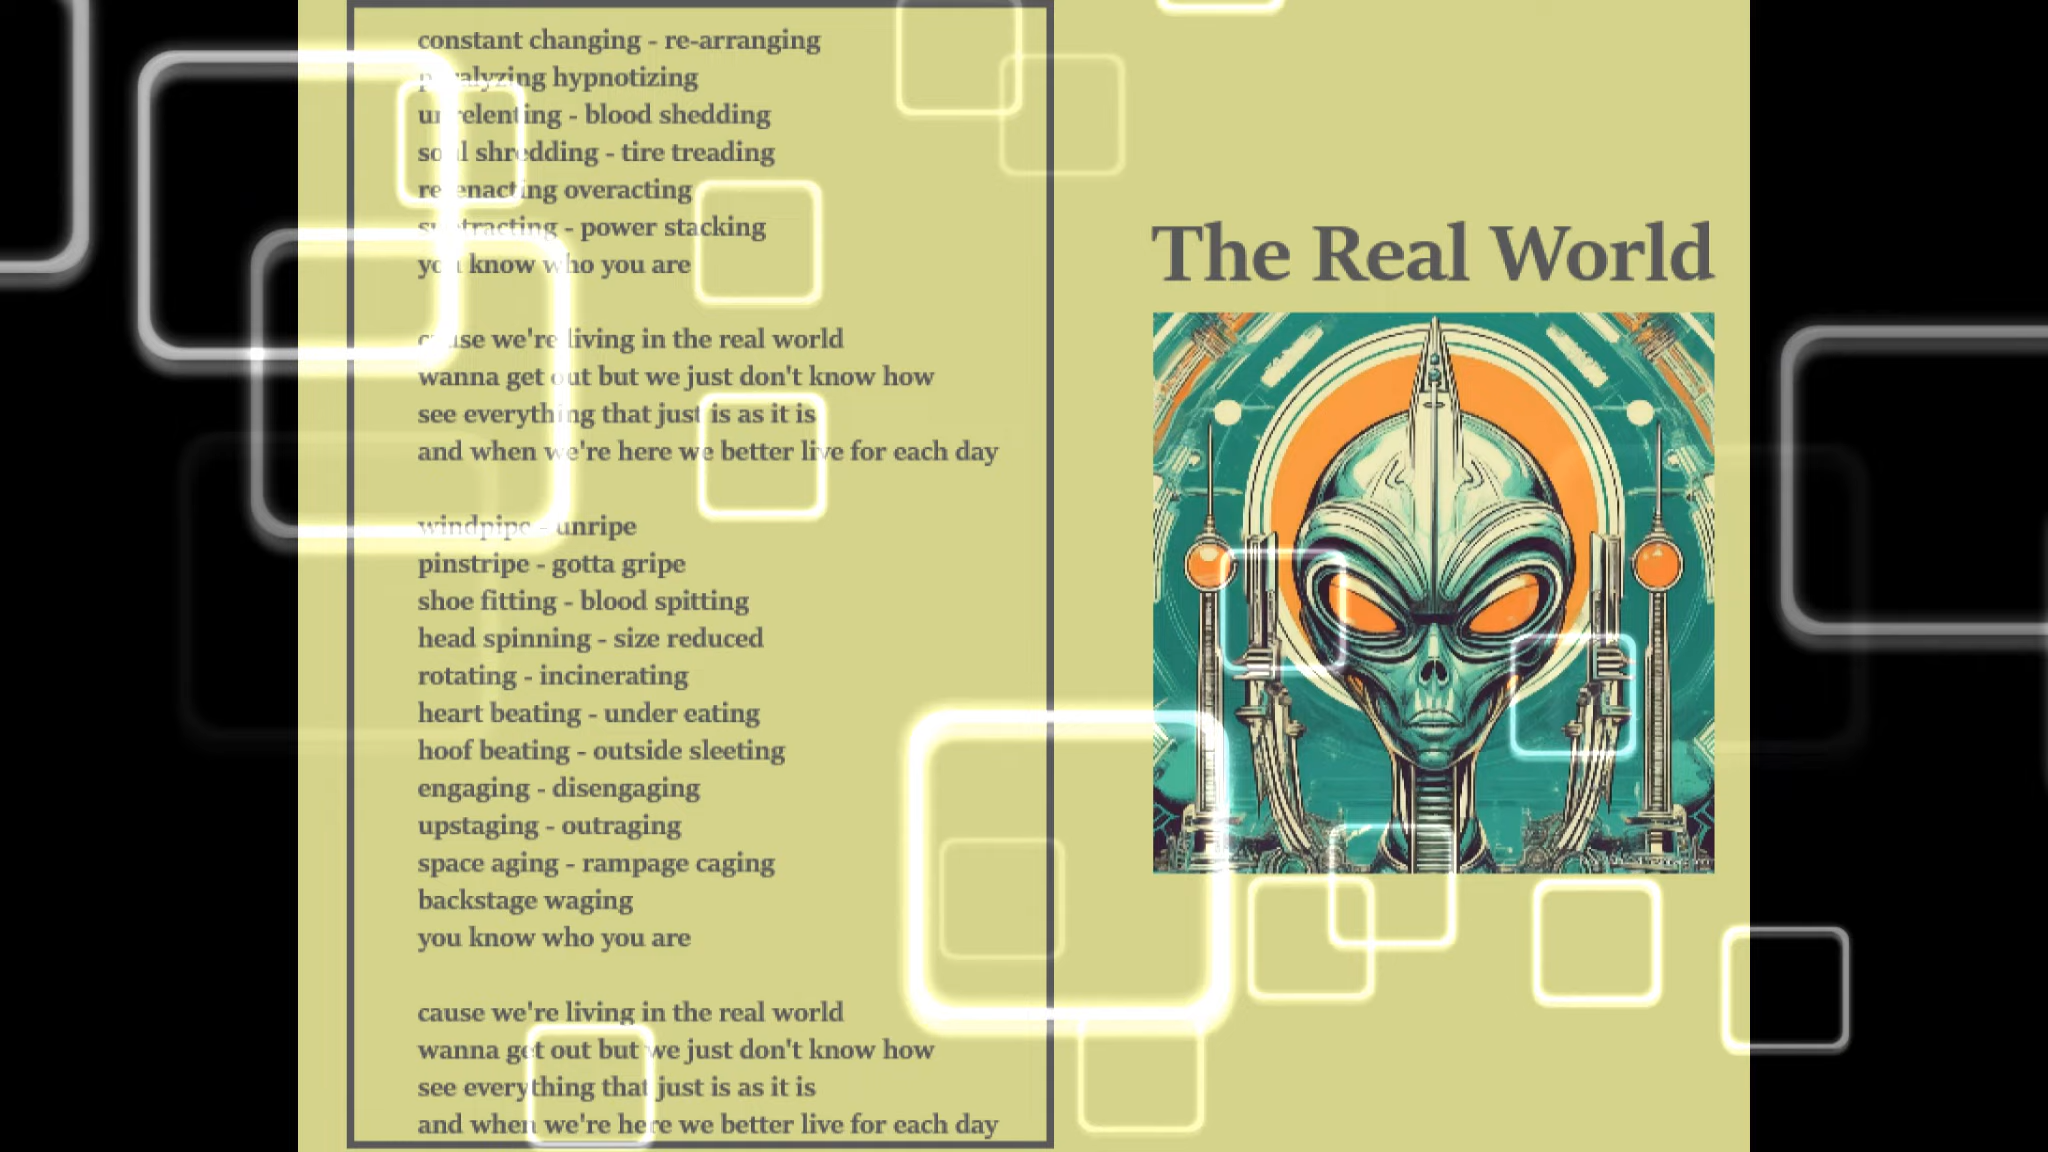 constant changing - re-arranging
paralyzing hypnotizing
unrelenting - blood shedding
soul shredding - tire treading
re-enacting overacting
subtracting - power stacking
you know who you are
cause we're living in the real world
wanna get out but we just don't know how
see everything that just is as it is
and when we're here we better live for each day
windpipe - unripe
pinstripe - gotta gripe
shoe fitting - blood spitting
head spinning - size reduced
rotating - incinerating
heart beating - under eating
hoof beating - outside sleeting
engaging - disengaging
upstaging - outraging
space aging - rampage caging
backstage waging
you know who you are
cause we're living in the real world
wanna get out but we just don't know how
see everything that just is as it is
and when we're here we better live for each day
The Real World